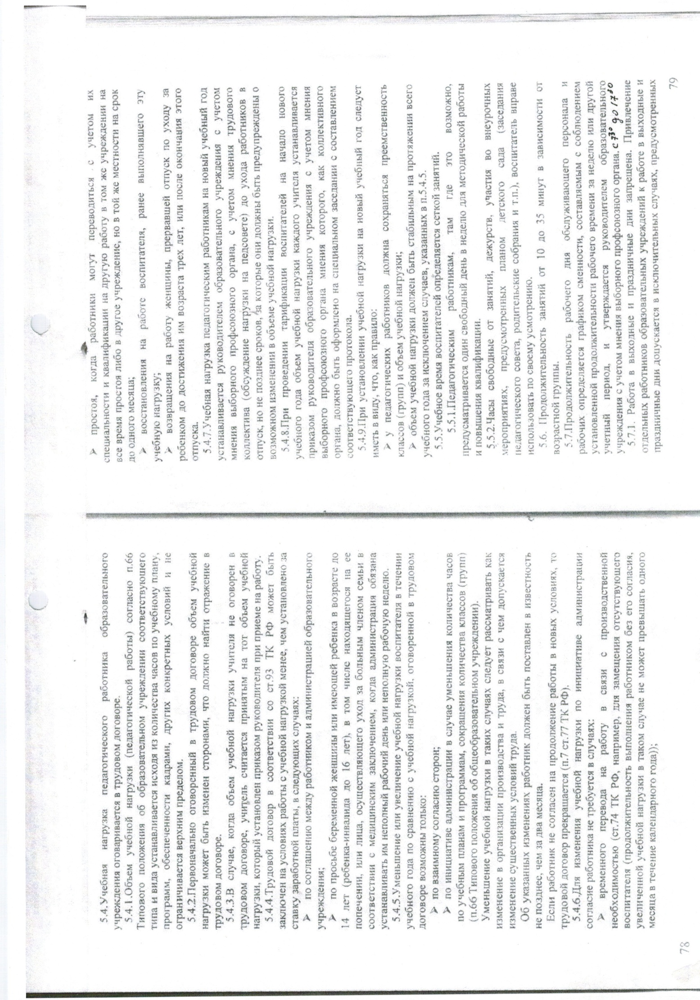 5.4.Учебная нагрузка педагогического работника образовательного
учреждения оговаривается в трудовом договоре.
5.4.1.Объем учебной нагрузки (педагогической работы) согласно п.66
Типового положения об образовательном учреждении соответствующего
типа и вида устанавливается исходя из количества часов по учебному плану,
программ, обеспеченности кадрами, других конкретных условий и не
ограничивается верхним пределом.
5.4.2.Первоначально оговоренный в трудовом договоре объем учебной
нагрузки может быть изменен сторонами, что должно найти отражение в
трудовом договоре.
5.4.3.В случае, когда объем учебной нагрузки учителя не оговорен в
трудовом договоре, учитель считается принятым на тот объем учебной
нагрузки, который установлен приказом руководителя при приеме на работу.
5.4.4.Трудовой договор в соответствии со ст.93 ТК РФ может быть
заключен на условиях работы с учебной нагрузкой менее, чем установлено за
ставку заработной платы, в следующих случаях:
➢ по соглашению между работником и администрацией образовательного
учреждения;
➢ по просьбе беременной женщины или имеющей ребенка в возрасте до
14 лет (ребенка-инвалида до 16 лет), в том числе находящегося на ее
попечении, или лица, осуществляющего уход за больным членом семьи в
соответствии с медицинским заключением, когда администрация обязана
устанавливать им неполный рабочий день или неполную рабочую неделю.
5.4.5.Уменьшение или увеличение учебной нагрузки воспитателя в течении
учебного года по сравнению с учебной нагрузкой, оговоренной в трудовом
договоре возможны только:
➢ по взаимному согласию сторон;
➢ по инициативе администрации в случае уменьшения количества часов
по учебным планам и программам, сокращения количества классов (групп)
(п.66 Типового положения об общеобразовательном учреждении).
Уменьшение учебной нагрузки в таких случаях следует рассматривать как
изменение в организации производства и труда, в связи с чем допускается
изменение существенных условий труда.
Об указанных изменениях работник должен быть поставлен в известность
не позднее, чем за два месяца.
Если работник не согласен на продолжение работы в новых условиях, то
трудовой договор прекращается (п.7 ст.77 ТК РФ).
5.4.6.Для изменения учебной нагрузки по инициативе администрации
согласие работника не требуется в случаях:
➢ временного перевода на работу в связи с производственной
необходимостью (ст.74 ТК РФ, например, для замещения отсутствующего
воспитателя (продолжительность выполнения работником без его согласия,
увеличенной учебной нагрузки в таком случае не может превышать одного
месяца в течение календарного года));
78
➢ простоя, когда работники могут переводиться с учетом их
специальности и квалификации на другую работу в том же учреждении на
все время простоя либо в другое учреждение, но в той же местности на срок
до одного месяца;
➢ восстановления на работе воспитателя, ранее выполнявшего эту
учебную нагрузку;
➢ возвращения на работу женщины, прервавшей отпуск по уходу за
ребенком до достижения им возраста трех лет, или после окончания этого
отпуска.
5.4.7.Учебная нагрузка педагогическим работникам на новый учебный год
устанавливается руководителем образовательного учреждения с учетом
мнения выборного профсоюзного органа, с учетом мнения трудового
коллектива (обсуждение нагрузки на педсовете) до ухода работников в
отпуск, но не позднее сроков, за которые они должны быть предупреждены о
возможном изменении в объеме учебной нагрузки.
5.4.8.При проведении тарификации воспитателей на начало нового
учебного года объем учебной нагрузки каждого учителя устанавливается
приказом руководителя образовательного учреждения с учетом мнения
выборного профсоюзного органа мнения которого, как коллективного
органа, должно быть оформлено на специальном заседании с составлением
соответствующего протокола.
5.4.9.При установлении учебной нагрузки на новый учебный год следует
иметь в виду, что, как правило:
➢ у педагогических работников должна сохраняться преемственность
классов (групп) и объем учебной нагрузки;
➢ объем учебной нагрузки должен быть стабильным на протяжении всего
учебного года за исключением случаев, указанных в п.5.4.5.
5.5.Учебное время воспитателей определяется сеткой занятий.
5.5.1.Педагогическим работникам, там где это возможно,
предусматривается один свободный день в неделю для методической работы
и повышения квалификации.
5.5.2.Часы свободные от занятий, дежурств, участия во внеурочных
мероприятиях, предусмотренных планом детского сада (заседания
педагогического совета, родительские собрания и т.п.), воспитатель вправе
использовать по своему усмотрению.
5.6. Продолжительность занятий от 10 до 35 минут в зависимости от
возрастной группы.
5.7.Продолжительность рабочего дня обслуживающего персонала и
рабочих определяется графиком сменности, составляемым с соблюдением
установленной продолжительности рабочего времени за неделю или другой
учетный период, и утверждается руководителем образовательного
учреждения с учетом мнения выборного профсоюзного органа. с 7³⁰ до 17³⁰
5.7.1. Работа в выходные и праздничные дни запрещена. Привлечение
отдельных работников образовательных учреждений к работе в выходные и
праздничные дни допускается в исключительных случаях, предусмотренных
79